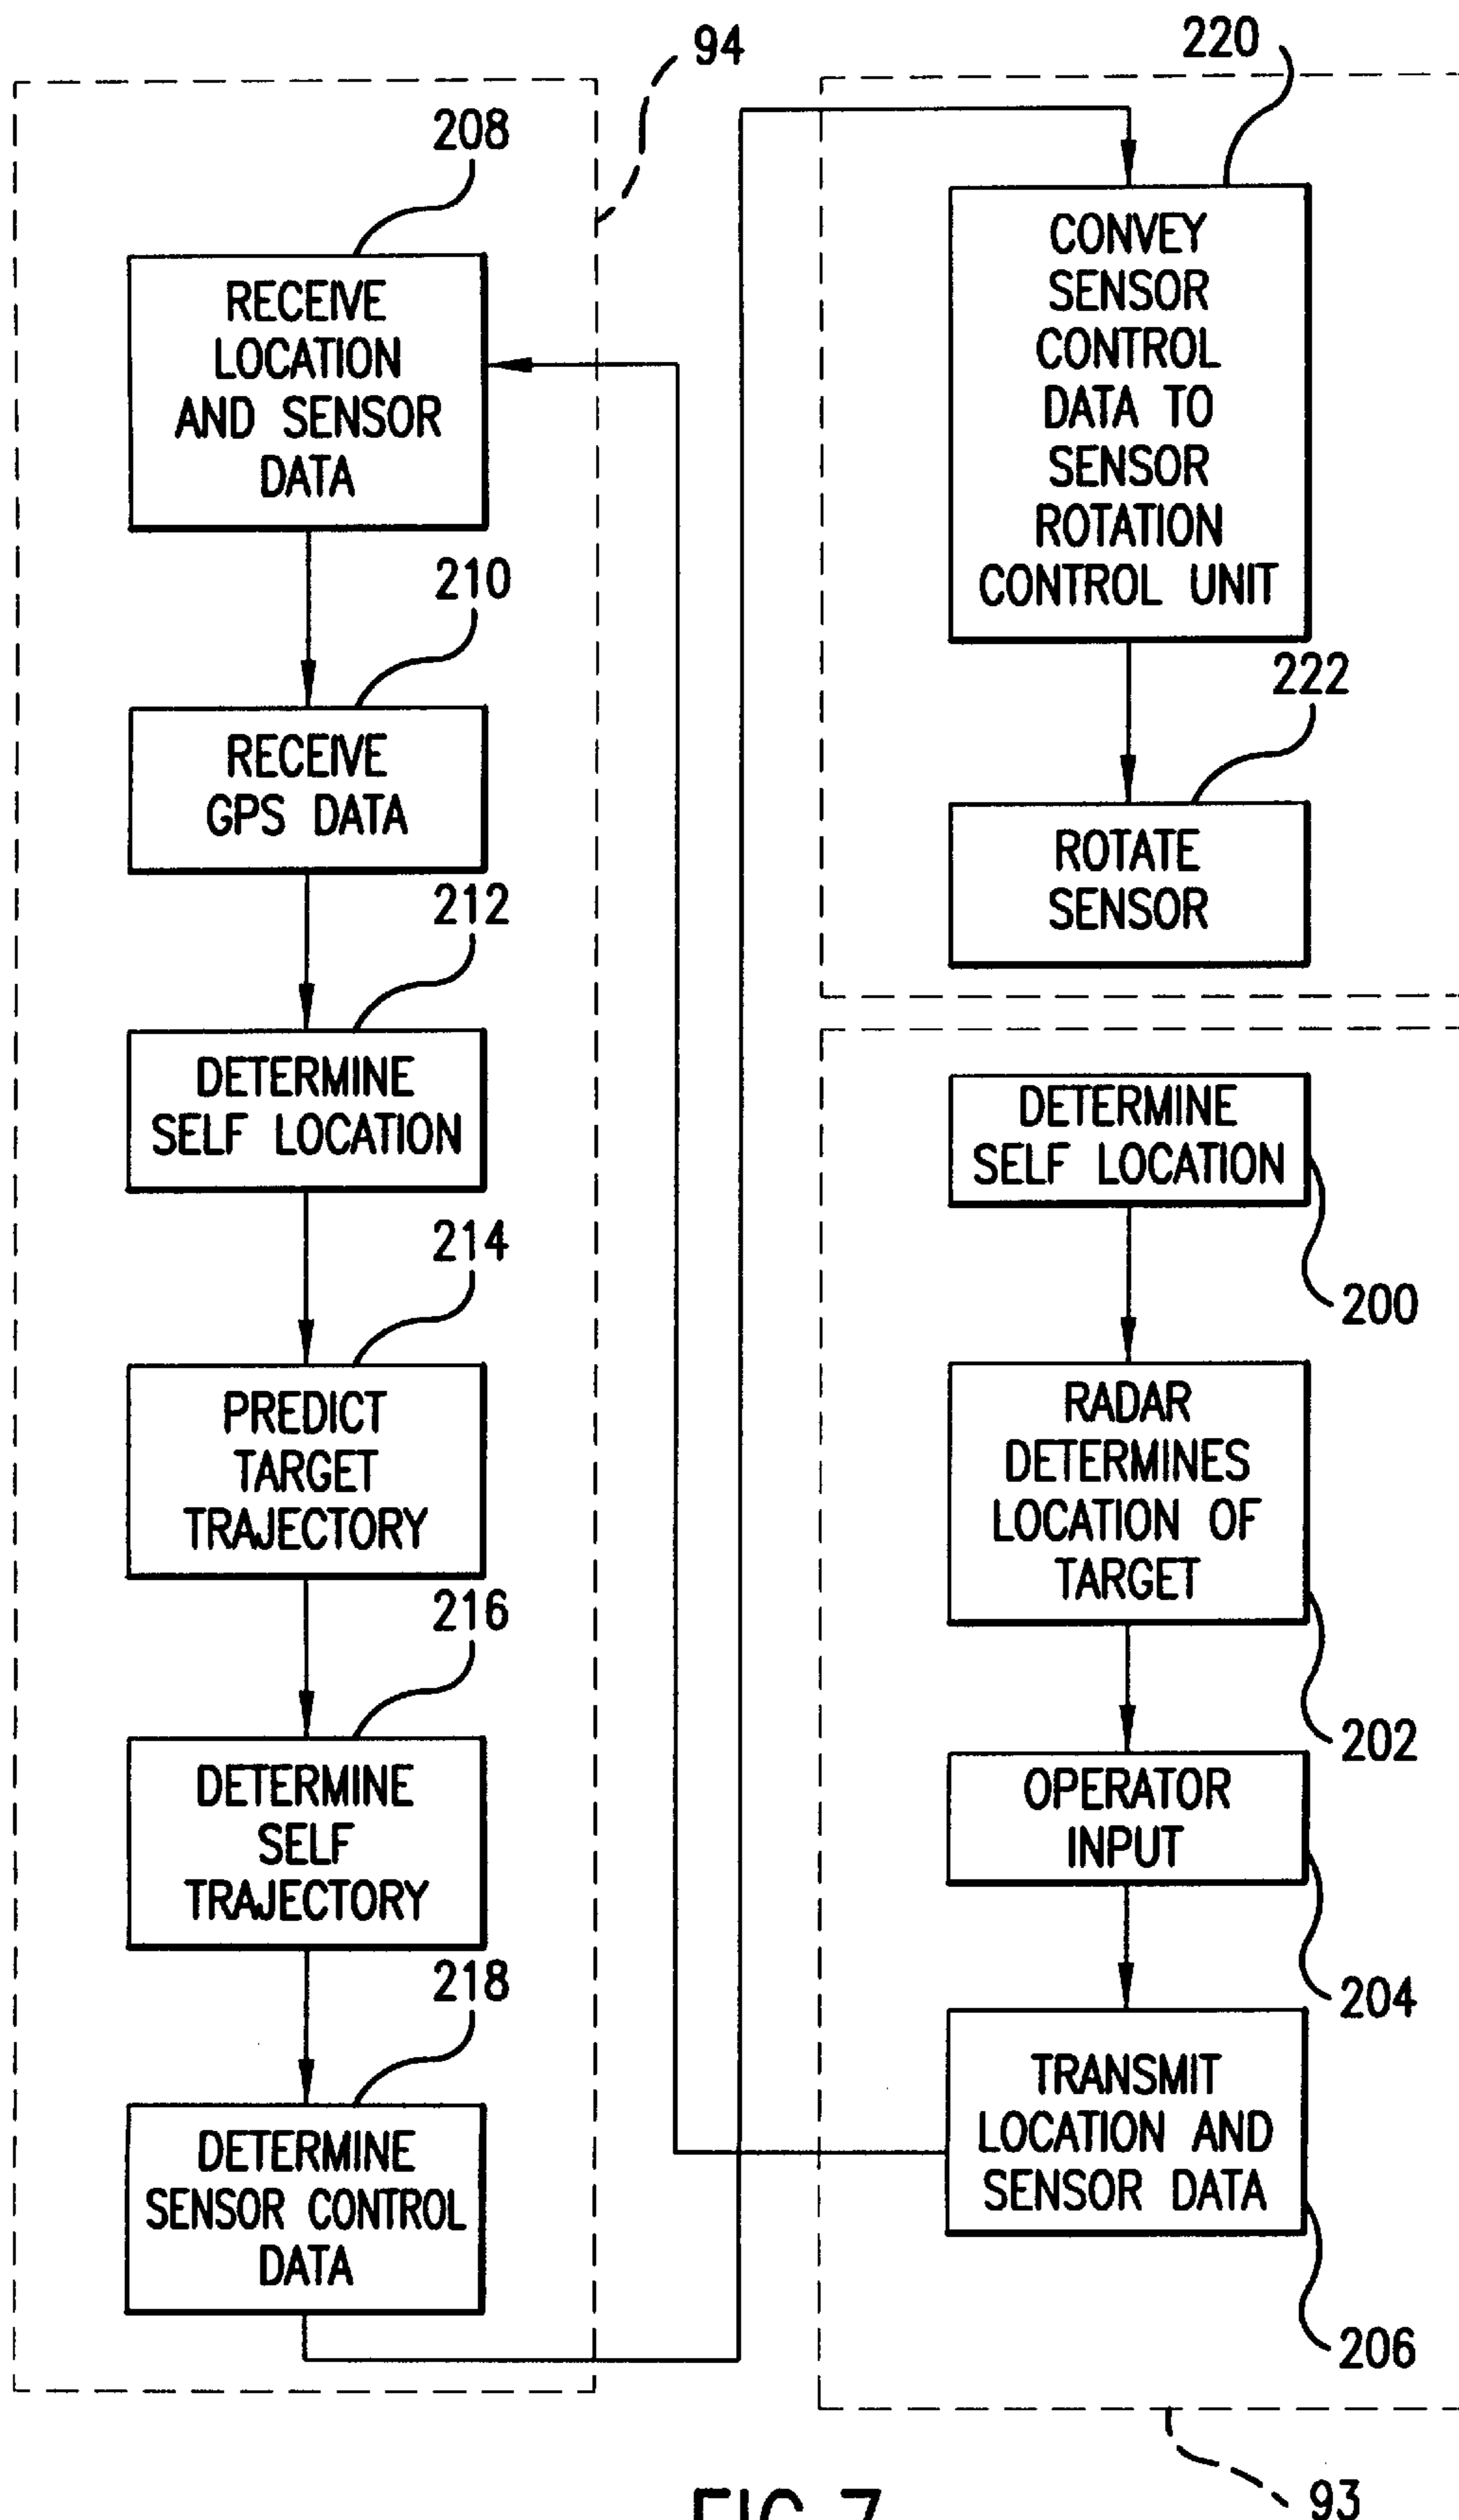 94
208
RECEIVE
LOCATION
AND SENSOR
DATA
210
RECEIVE
GPS DATA
212
DETERMINE
SELF LOCATION
214
PREDICT
TARGET
TRAJECTORY
216
DETERMINE
SELF
TRAJECTORY
218
DETERMINE
SENSOR CONTROL
DATA
220
CONVEY
SENSOR
CONTROL
DATA TO
SENSOR
ROTATION
CONTROL UNIT
222
ROTATE
SENSOR
DETERMINE
SELF LOCATION
200
RADAR
DETERMINES
LOCATION OF
TARGET
202
OPERATOR
INPUT
204
TRANSMIT
LOCATION AND
SENSOR DATA
206
93
FIG. 7